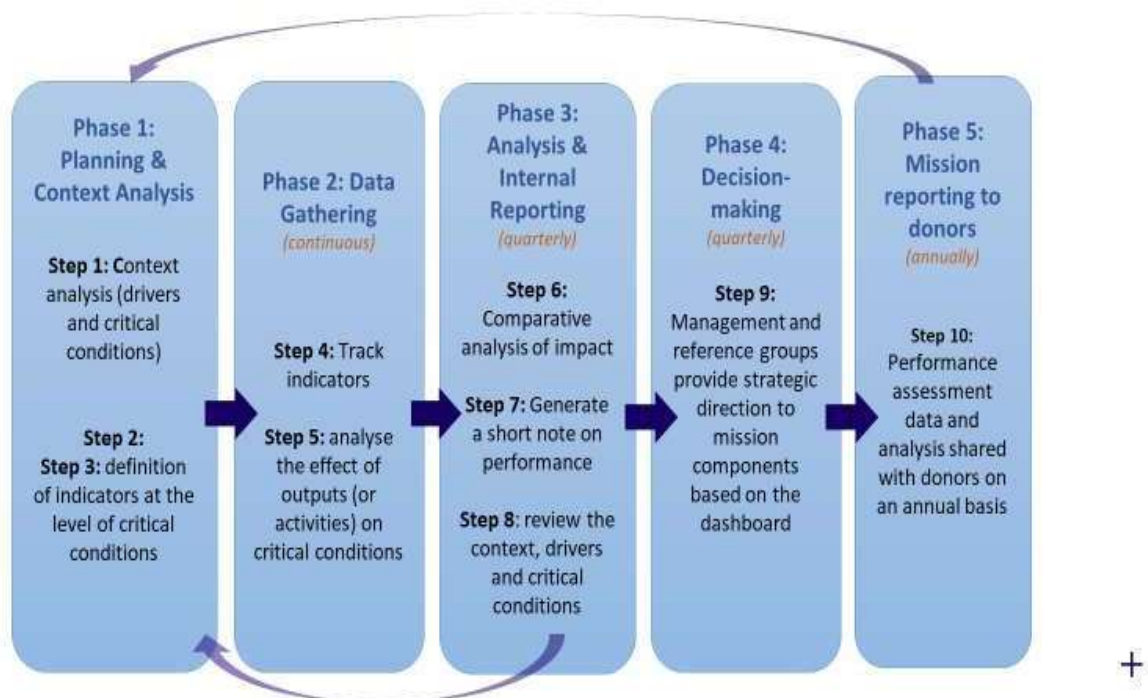 Phase 1:
Planning &
Context Analysis
Step 1: Context
analysis (drivers
and critical
conditions)
Step 2:
Step 3: definition
of indicators at the
level of critical
conditions
Phase 2: Data
Gathering
(continuous)
Step 4: Track
indicators
Step 5: analyse
the effect of
outputs (or
activities) on
critical conditions
Phase 3:
Analysis &
Internal
Reporting
(quarterly)
Step 6:
Comparative
analysis of impact
Step 7: Generate
a short note on
performance
Step 8: review the
context, drivers
and critical
conditions
Phase 4:
Decision-
making
(quarterly)
Step 9:
Management and
reference groups
provide strategic
direction to
mission
components
based on the
dashboard
Phase 5:
Mission
reporting to
donors
(annually)
Step 10:
Performance
assessment
data and
analysis shared
with donors on
an annual basis
+